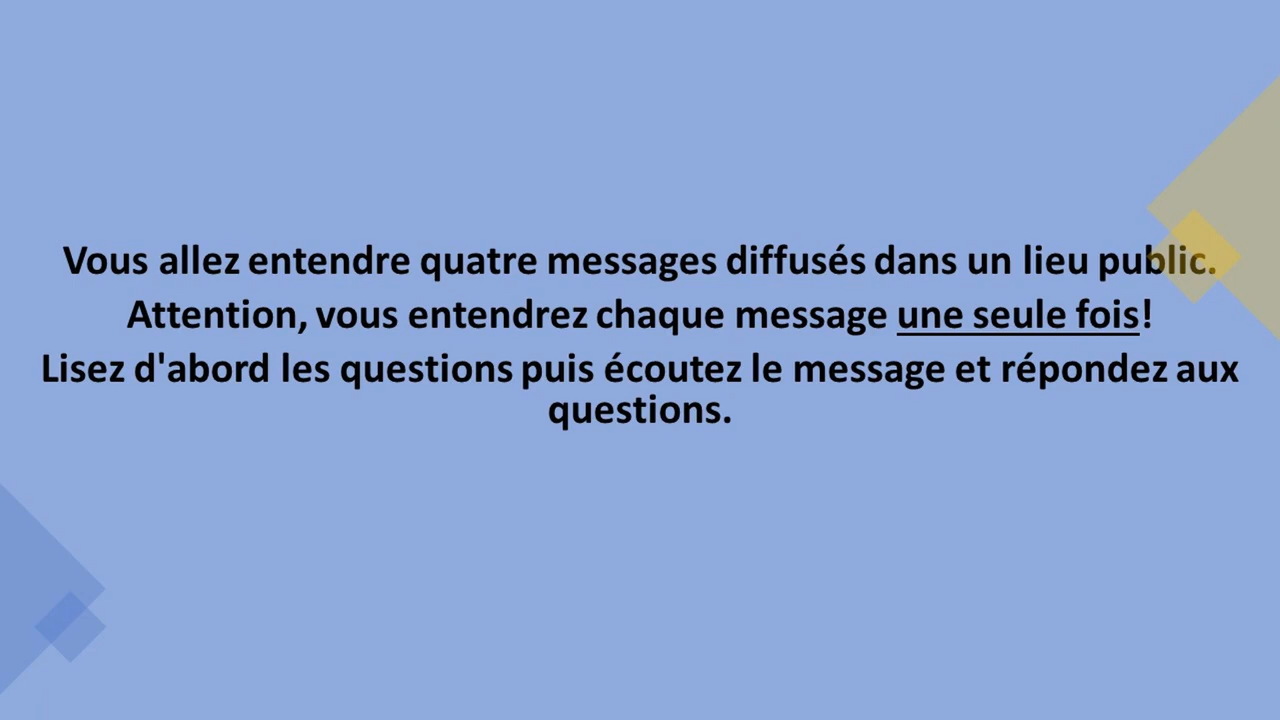 Vous allez entendre quatre messages diffusés dans un lieu public.
Attention, vous entendrez chaque message une seule fois!
Lisez d'abord les questions puis écoutez le message et répondez aux
questions.